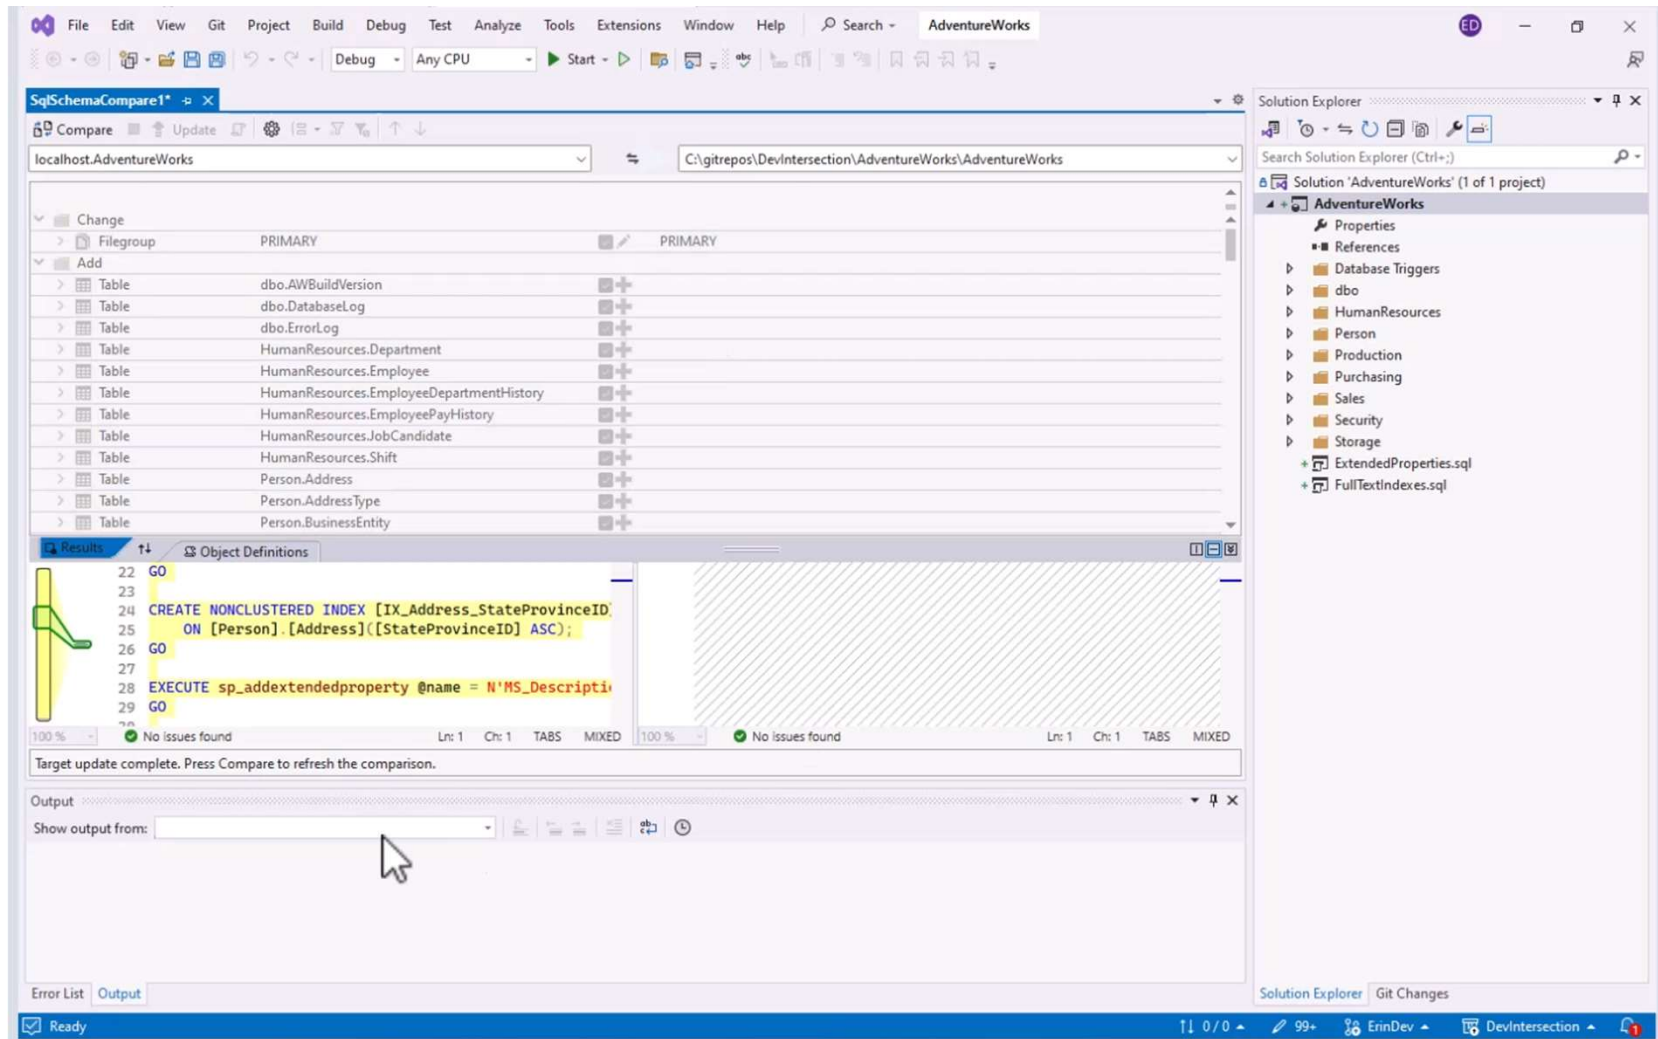 File Edit View Git Project Build Debug Test Analyze Tools Extensions Window Help Search AdventureWorks ED
Debug Any CPU Start
SqlSchemaCompare1*
Compare Update
localhost.AdventureWorks C:\gitrepos\DevIntersection\AdventureWorks\AdventureWorks
Change
Filegroup PRIMARY PRIMARY
Add
Table dbo.AWBuildVersion
Table dbo.DatabaseLog
Table dbo.ErrorLog
Table HumanResources.Department
Table HumanResources.Employee
Table HumanResources.EmployeeDepartmentHistory
Table HumanResources.EmployeePayHistory
Table HumanResources.JobCandidate
Table HumanResources.Shift
Table Person.Address
Table Person.AddressType
Table Person.BusinessEntity
Results Object Definitions
22 GO
23
24 CREATE NONCLUSTERED INDEX [IX_Address_StateProvinceID]
25 ON [Person].[Address]([StateProvinceID] ASC);
26 GO
27
28 EXECUTE sp_addextendedproperty @name = N'MS_Descripti
29 GO
100 % No issues found Ln: 1 Ch: 1 TABS MIXED 100 % No issues found Ln: 1 Ch: 1 TABS MIXED
Target update complete. Press Compare to refresh the comparison.
Output
Show output from:
Error List Output
Solution Explorer
Search Solution Explorer (Ctrl+;)
Solution 'AdventureWorks' (1 of 1 project)
AdventureWorks
Properties
References
Database Triggers
dbo
HumanResources
Person
Production
Purchasing
Sales
Security
Storage
ExtendedProperties.sql
FullTextIndexes.sql
Solution Explorer Git Changes
Ready 0 / 0 99+ ErinDev DevIntersection 1